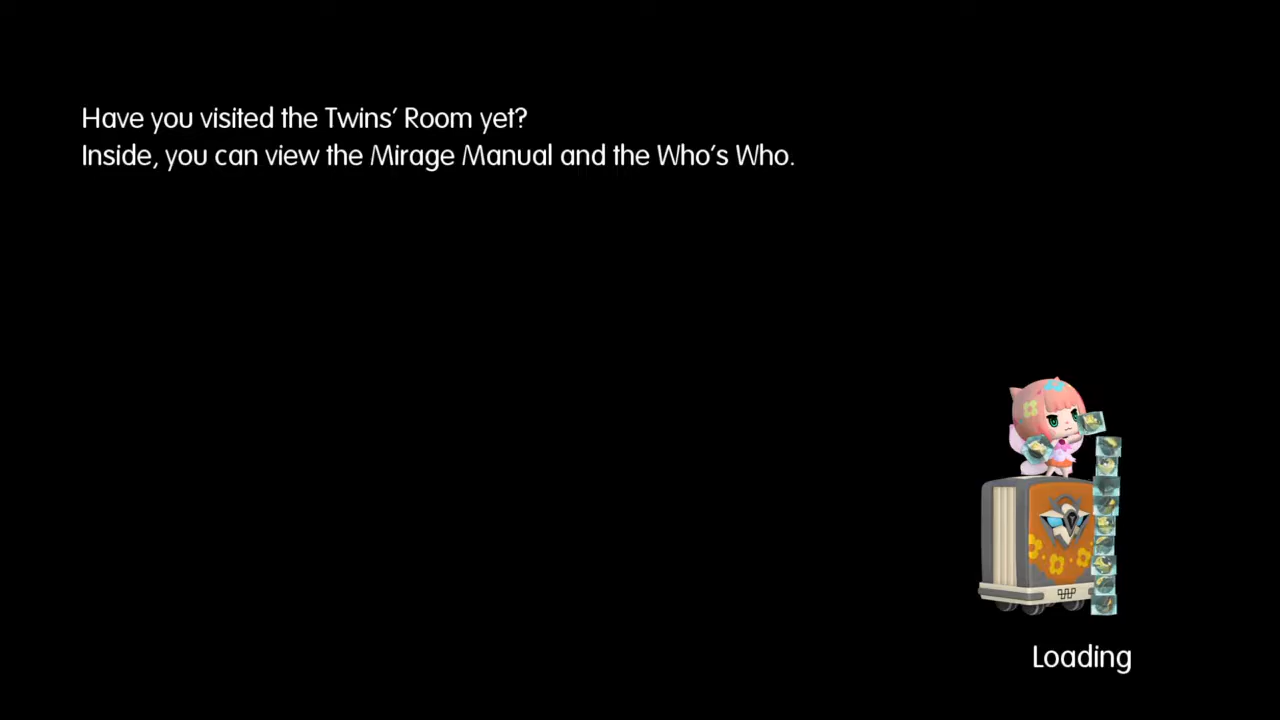 Have you visited the Twins’ Room yet?
Inside, you can view the Mirage Manual and the Who’s Who.
Loading